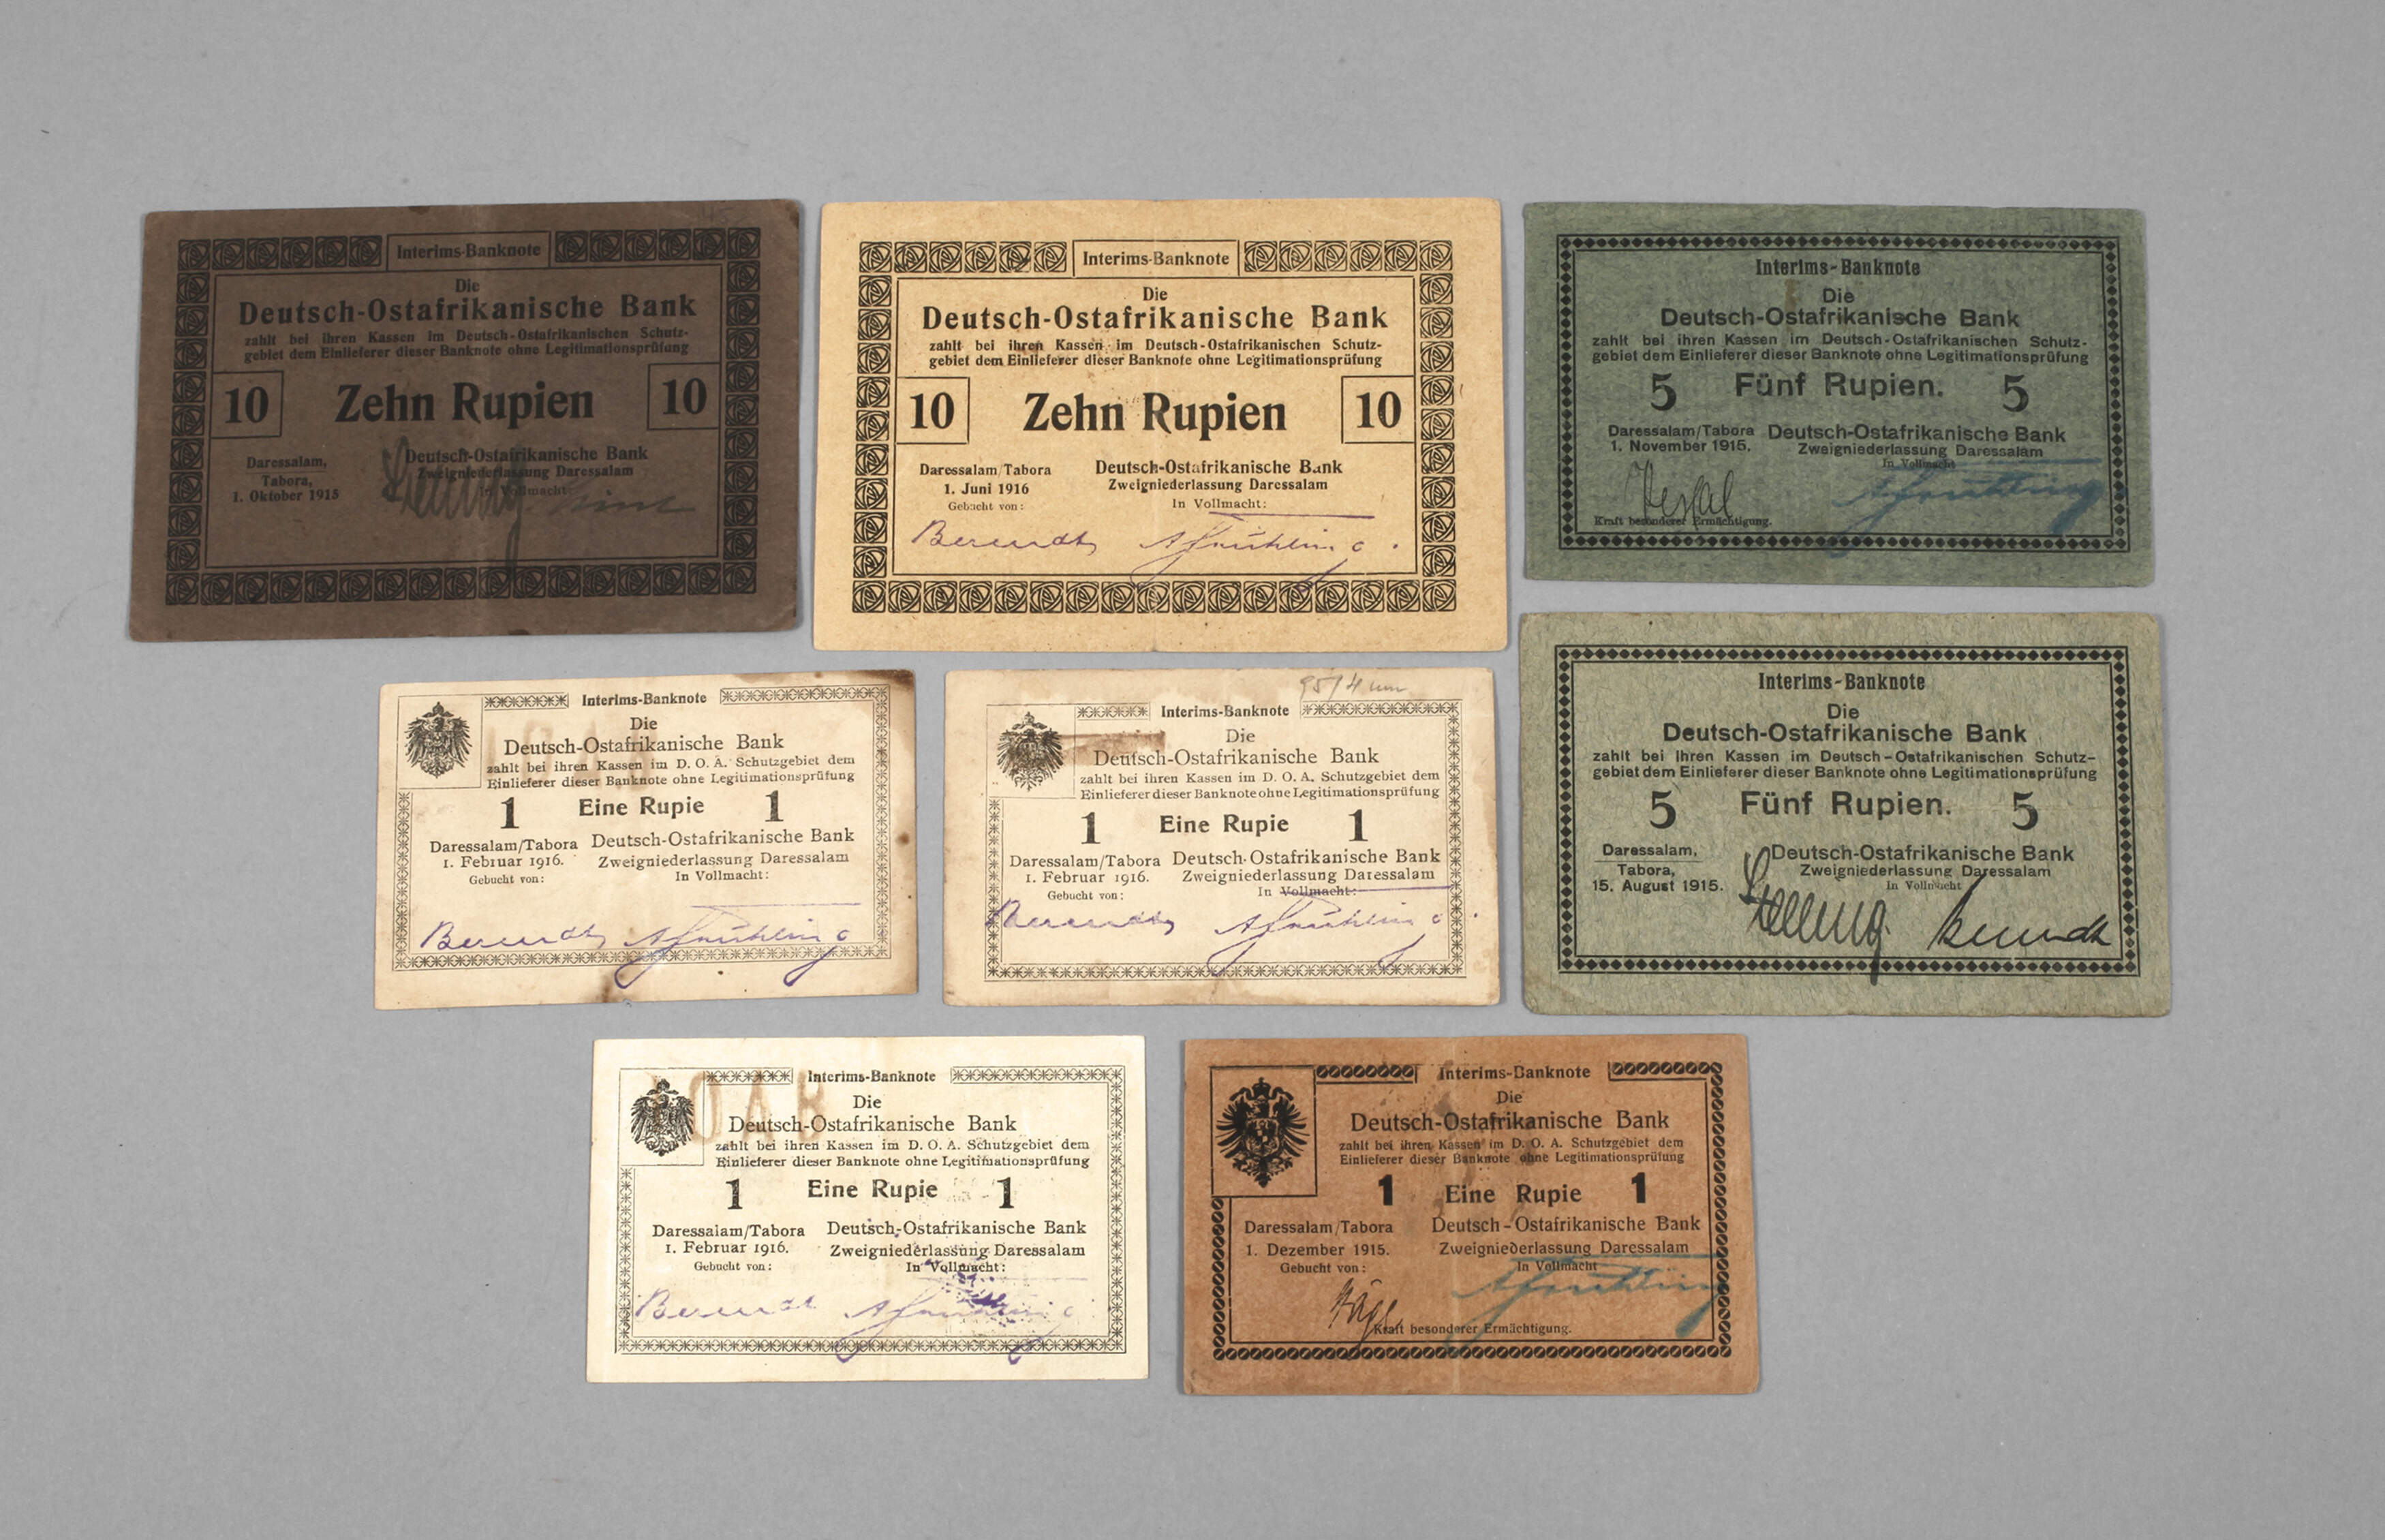 Interims-Banknote
Die
Deutsch-Ostafrikanische Bank
zahlt bei ihren Kassen im Deutsch-Ostafrikanischen Schutz-
gebiet dem Einlieferer dieser Banknote ohne Legitimationsprüfung
10 Zehn Rupien 10
Daressalam, Deutsch-Ostafrikanische Bank
Tabora, Zweigniederlassung Daressalam
1. Oktober 1915 In Vollmacht:
Interims-Banknote
Die
Deutsch-Ostafrikanische Bank
zahlt bei ihren Kassen im Deutsch-Ostafrikanischen Schutz-
gebiet dem Einlieferer dieser Banknote ohne Legitimationsprüfung
10 Zehn Rupien 10
Daressalam/Tabora Deutsch-Ostafrikanische Bank
1. Juni 1916 Zweigniederlassung Daressalam
Gebucht von: In Vollmacht:
Berendt A Frühling
Interims-Banknote
Die
Deutsch-Ostafrikanische Bank
zahlt bei ihren Kassen im Deutsch-Ostafrikanischen Schutz-
gebiet dem Einlieferer dieser Banknote ohne Legitimationsprüfung
5 Fünf Rupien. 5
Daressalam/Tabora Deutsch-Ostafrikanische Bank
1. November 1915. Zweigniederlassung Daressalam
In Vollmacht
A Frühling
Kraft besonderer Ermächtigung.
Interims-Banknote
Die
Deutsch-Ostafrikanische Bank
zahlt bei ihren Kassen im D. O. A. Schutzgebiet dem
Einlieferer dieser Banknote ohne Legitimationsprüfung
1 Eine Rupie 1
Daressalam/Tabora Deutsch-Ostafrikanische Bank
1. Februar 1916. Zweigniederlassung Daressalam
Gebucht von: In Vollmacht:
Berendt A Frühling
Interims-Banknote
Die
Deutsch-Ostafrikanische Bank
zahlt bei ihren Kassen im D. O. A. Schutzgebiet dem
Einlieferer dieser Banknote ohne Legitimationsprüfung
1 Eine Rupie 1
Daressalam/Tabora Deutsch-Ostafrikanische Bank
1. Februar 1916. Zweigniederlassung Daressalam
Gebucht von: In Vollmacht:
Berendt A Frühling
Interims-Banknote
Die
Deutsch-Ostafrikanische Bank
zahlt bei ihren Kassen im Deutsch-Ostafrikanischen Schutz-
gebiet dem Einlieferer dieser Banknote ohne Legitimationsprüfung
5 Fünf Rupien. 5
Daressalam, Deutsch-Ostafrikanische Bank
Tabora, Zweigniederlassung Daressalam
15. August 1915. In Vollmacht
Stelling Berendt
Interims-Banknote
DOAB
Die
Deutsch-Ostafrikanische Bank
zahlt bei ihren Kassen im D. O. A. Schutzgebiet dem
Einlieferer dieser Banknote ohne Legitimationsprüfung
1 Eine Rupie 1
Daressalam/Tabora Deutsch-Ostafrikanische Bank
1. Februar 1916. Zweigniederlassung Daressalam
Gebucht von: In Vollmacht:
Berendt A Frühling
Interims-Banknote
Die
Deutsch-Ostafrikanische Bank
zahlt bei ihren Kassen im D. O. A. Schutzgebiet dem
Einlieferer dieser Banknote ohne Legitimationsprüfung
1 Eine Rupie 1
Daressalam/Tabora Deutsch-Ostafrikanische Bank
1. Dezember 1915. Zweigniederlassung Daressalam
Gebucht von: In Vollmacht
A Frühling
Kraft besonderer Ermächtigung.